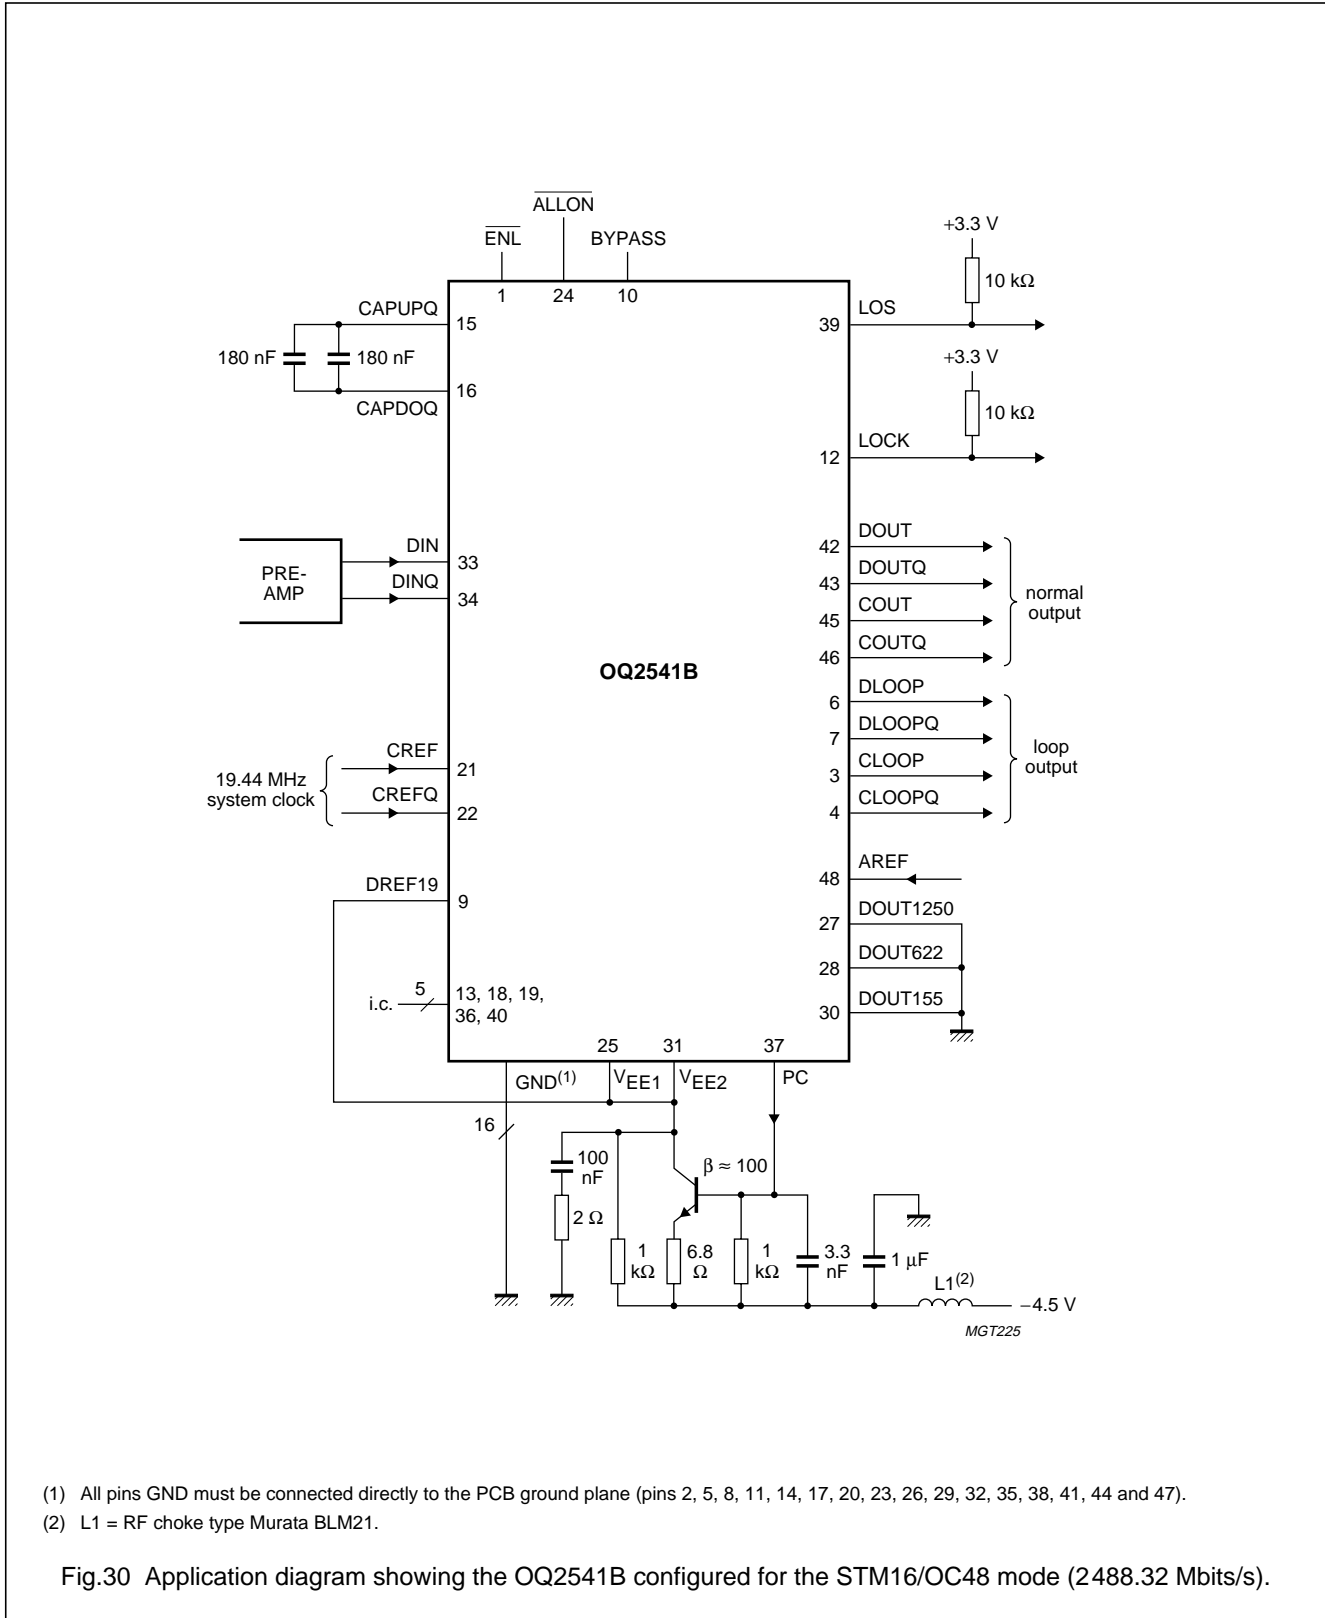 ALLON
ENL
BYPASS
+3.3 V
10 kΩ
1
24
10
CAPUPQ
15
39
LOS
180 nF
180 nF
+3.3 V
16
CAPDOQ
10 kΩ
12
LOCK
PRE-
AMP
DIN
33
DINQ
34
42
DOUT
43
DOUTQ
45
COUT
46
COUTQ
normal
output
OQ2541B
6
DLOOP
7
DLOOPQ
3
CLOOP
4
CLOOPQ
loop
output
19.44 MHz
system clock
CREF
21
CREFQ
22
48
AREF
DREF19
9
27
DOUT1250
28
DOUT622
30
DOUT155
i.c.
5
13, 18, 19,
36, 40
25
31
37
GND(1)
VEE1
VEE2
PC
16
100
nF
β ≈ 100
2 Ω
1
kΩ
6.8
Ω
1
kΩ
3.3
nF
1 μF
L1(2)
−4.5 V
MGT225
(1) All pins GND must be connected directly to the PCB ground plane (pins 2, 5, 8, 11, 14, 17, 20, 23, 26, 29, 32, 35, 38, 41, 44 and 47).
(2) L1 = RF choke type Murata BLM21.
Fig.30 Application diagram showing the OQ2541B configured for the STM16/OC48 mode (2488.32 Mbits/s).